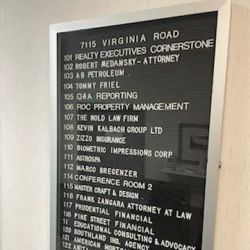 7115 VIRGINIA ROAD
101 REALTY EXECUTIVES CORNERSTONE
102 ROBERT MEDANSKY-ATTORNEY
103 AB PETROLEUM
104 TOMMY FRIEL
105 Q&A REPORTING
106 ROC PROPERTY MANAGEMENT
107 THE NOLD LAW FIRM
108 KEVIN KALBACH GROUP LTD
109 ZIZZO INSURANCE
110 BIOMETRIC IMPRESSIONS CORP
111 ASTROSPA
112 MARCO BREGENZER
114 CONFERENCE ROOM 2
115 MASTER CRAFT & DESIGN
116 FRANK ZANGARA ATTORNEY AT LAW
117 PRUDENTIAL FINANCIAL
118 PINE STREET FINANCIAL
EDUCATIONAL CONSULTING & ADVOCACY
120 SOUTHLAND INS. AGENCY
AMERICAN